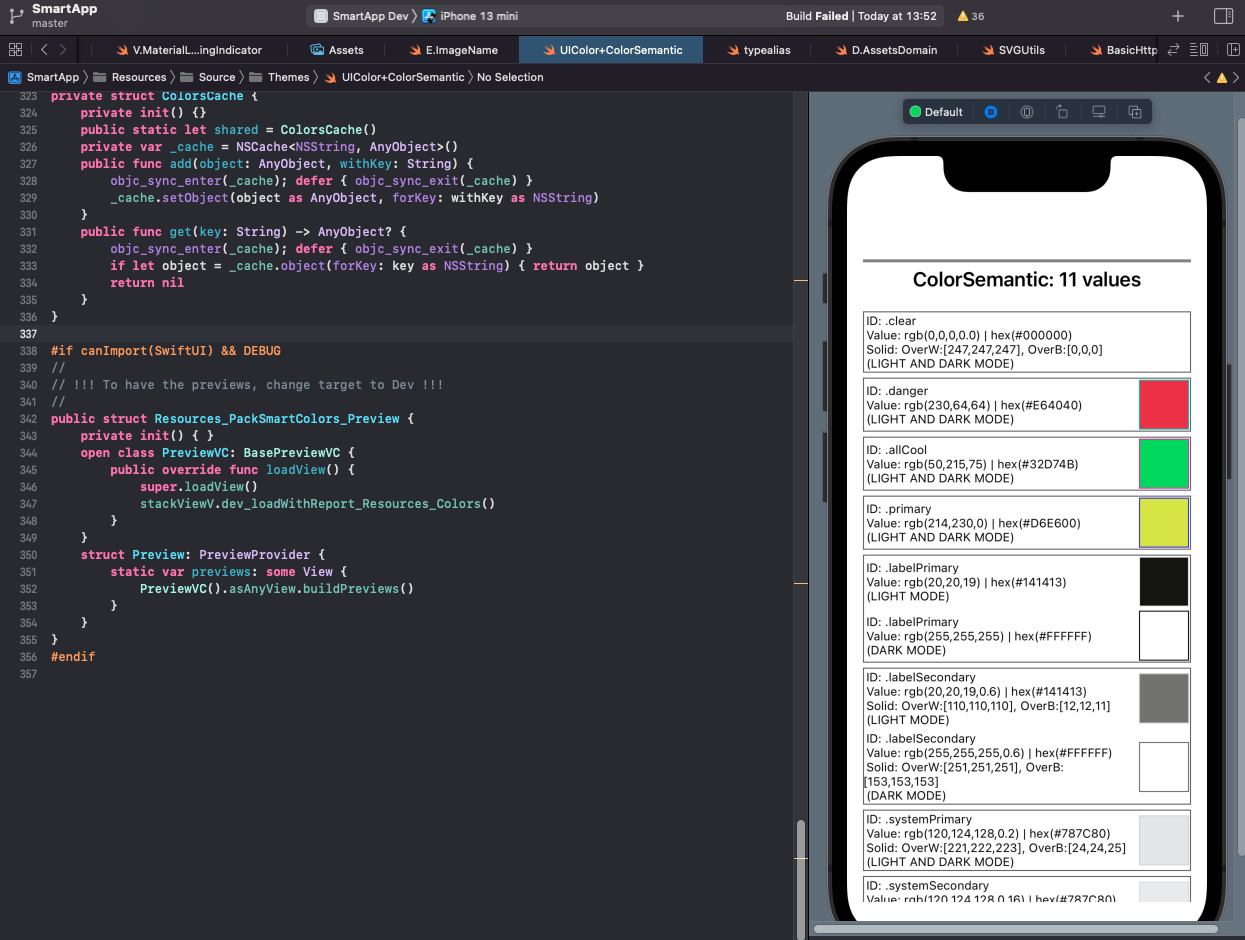 SmartApp
master
SmartApp Dev
iPhone 13 mini
Build Failed | Today at 13:52
36
V.MaterialL...ingIndicator
Assets
E.ImageName
UIColor+ColorSemantic
typealias
D.AssetsDomain
SVGUtils
BasicHttp
SmartApp
Resources
Source
Themes
UIColor+ColorSemantic
No Selection
323 private struct ColorsCache {
324 private init() {}
325 public static let shared = ColorsCache()
326 private var _cache = NSCache<NSString, AnyObject>()
327 public func add(object: AnyObject, withKey: String) {
328 objc_sync_enter(_cache); defer { objc_sync_exit(_cache) }
329 _cache.setObject(object as AnyObject, forKey: withKey as NSString)
330 }
331 public func get(key: String) -> AnyObject? {
332 objc_sync_enter(_cache); defer { objc_sync_exit(_cache) }
333 if let object = _cache.object(forKey: key as NSString) { return object }
334 return nil
335 }
336 }
337
338 #if canImport(SwiftUI) && DEBUG
339 //
340 // !!! To have the previews, change target to Dev !!!
341 //
342 public struct Resources_PackSmartColors_Preview {
343 private init() { }
344 open class PreviewVC: BasePreviewVC {
345 public override func loadView() {
346 super.loadView()
347 stackViewV.dev_loadWithReport_Resources_Colors()
348 }
349 }
350 struct Preview: PreviewProvider {
351 static var previews: some View {
352 PreviewVC().asAnyView.buildPreviews()
353 }
354 }
355 }
356 #endif
357
Default
ColorSemantic: 11 values
ID: .clear
Value: rgb(0,0,0,0.0) | hex(#000000)
Solid: OverW:[247,247,247], OverB:[0,0,0]
(LIGHT AND DARK MODE)
ID: .danger
Value: rgb(230,64,64) | hex(#E64040)
(LIGHT AND DARK MODE)
ID: .allCool
Value: rgb(50,215,75) | hex(#32D74B)
(LIGHT AND DARK MODE)
ID: .primary
Value: rgb(214,230,0) | hex(#D6E600)
(LIGHT AND DARK MODE)
ID: .labelPrimary
Value: rgb(20,20,19) | hex(#141413)
(LIGHT MODE)
ID: .labelPrimary
Value: rgb(255,255,255) | hex(#FFFFFF)
(DARK MODE)
ID: .labelSecondary
Value: rgb(20,20,19,0.6) | hex(#141413)
Solid: OverW:[110,110,110], OverB:[12,12,11]
(LIGHT MODE)
ID: .labelSecondary
Value: rgb(255,255,255,0.6) | hex(#FFFFFF)
Solid: OverW:[251,251,251], OverB:
[153,153,153]
(DARK MODE)
ID: .systemPrimary
Value: rgb(120,124,128,0.2) | hex(#787C80)
Solid: OverW:[221,222,223], OverB:[24,24,25]
(LIGHT AND DARK MODE)
ID: .systemSecondary
Value: rgb(120,124,128,0.16) | hex(#787C80)